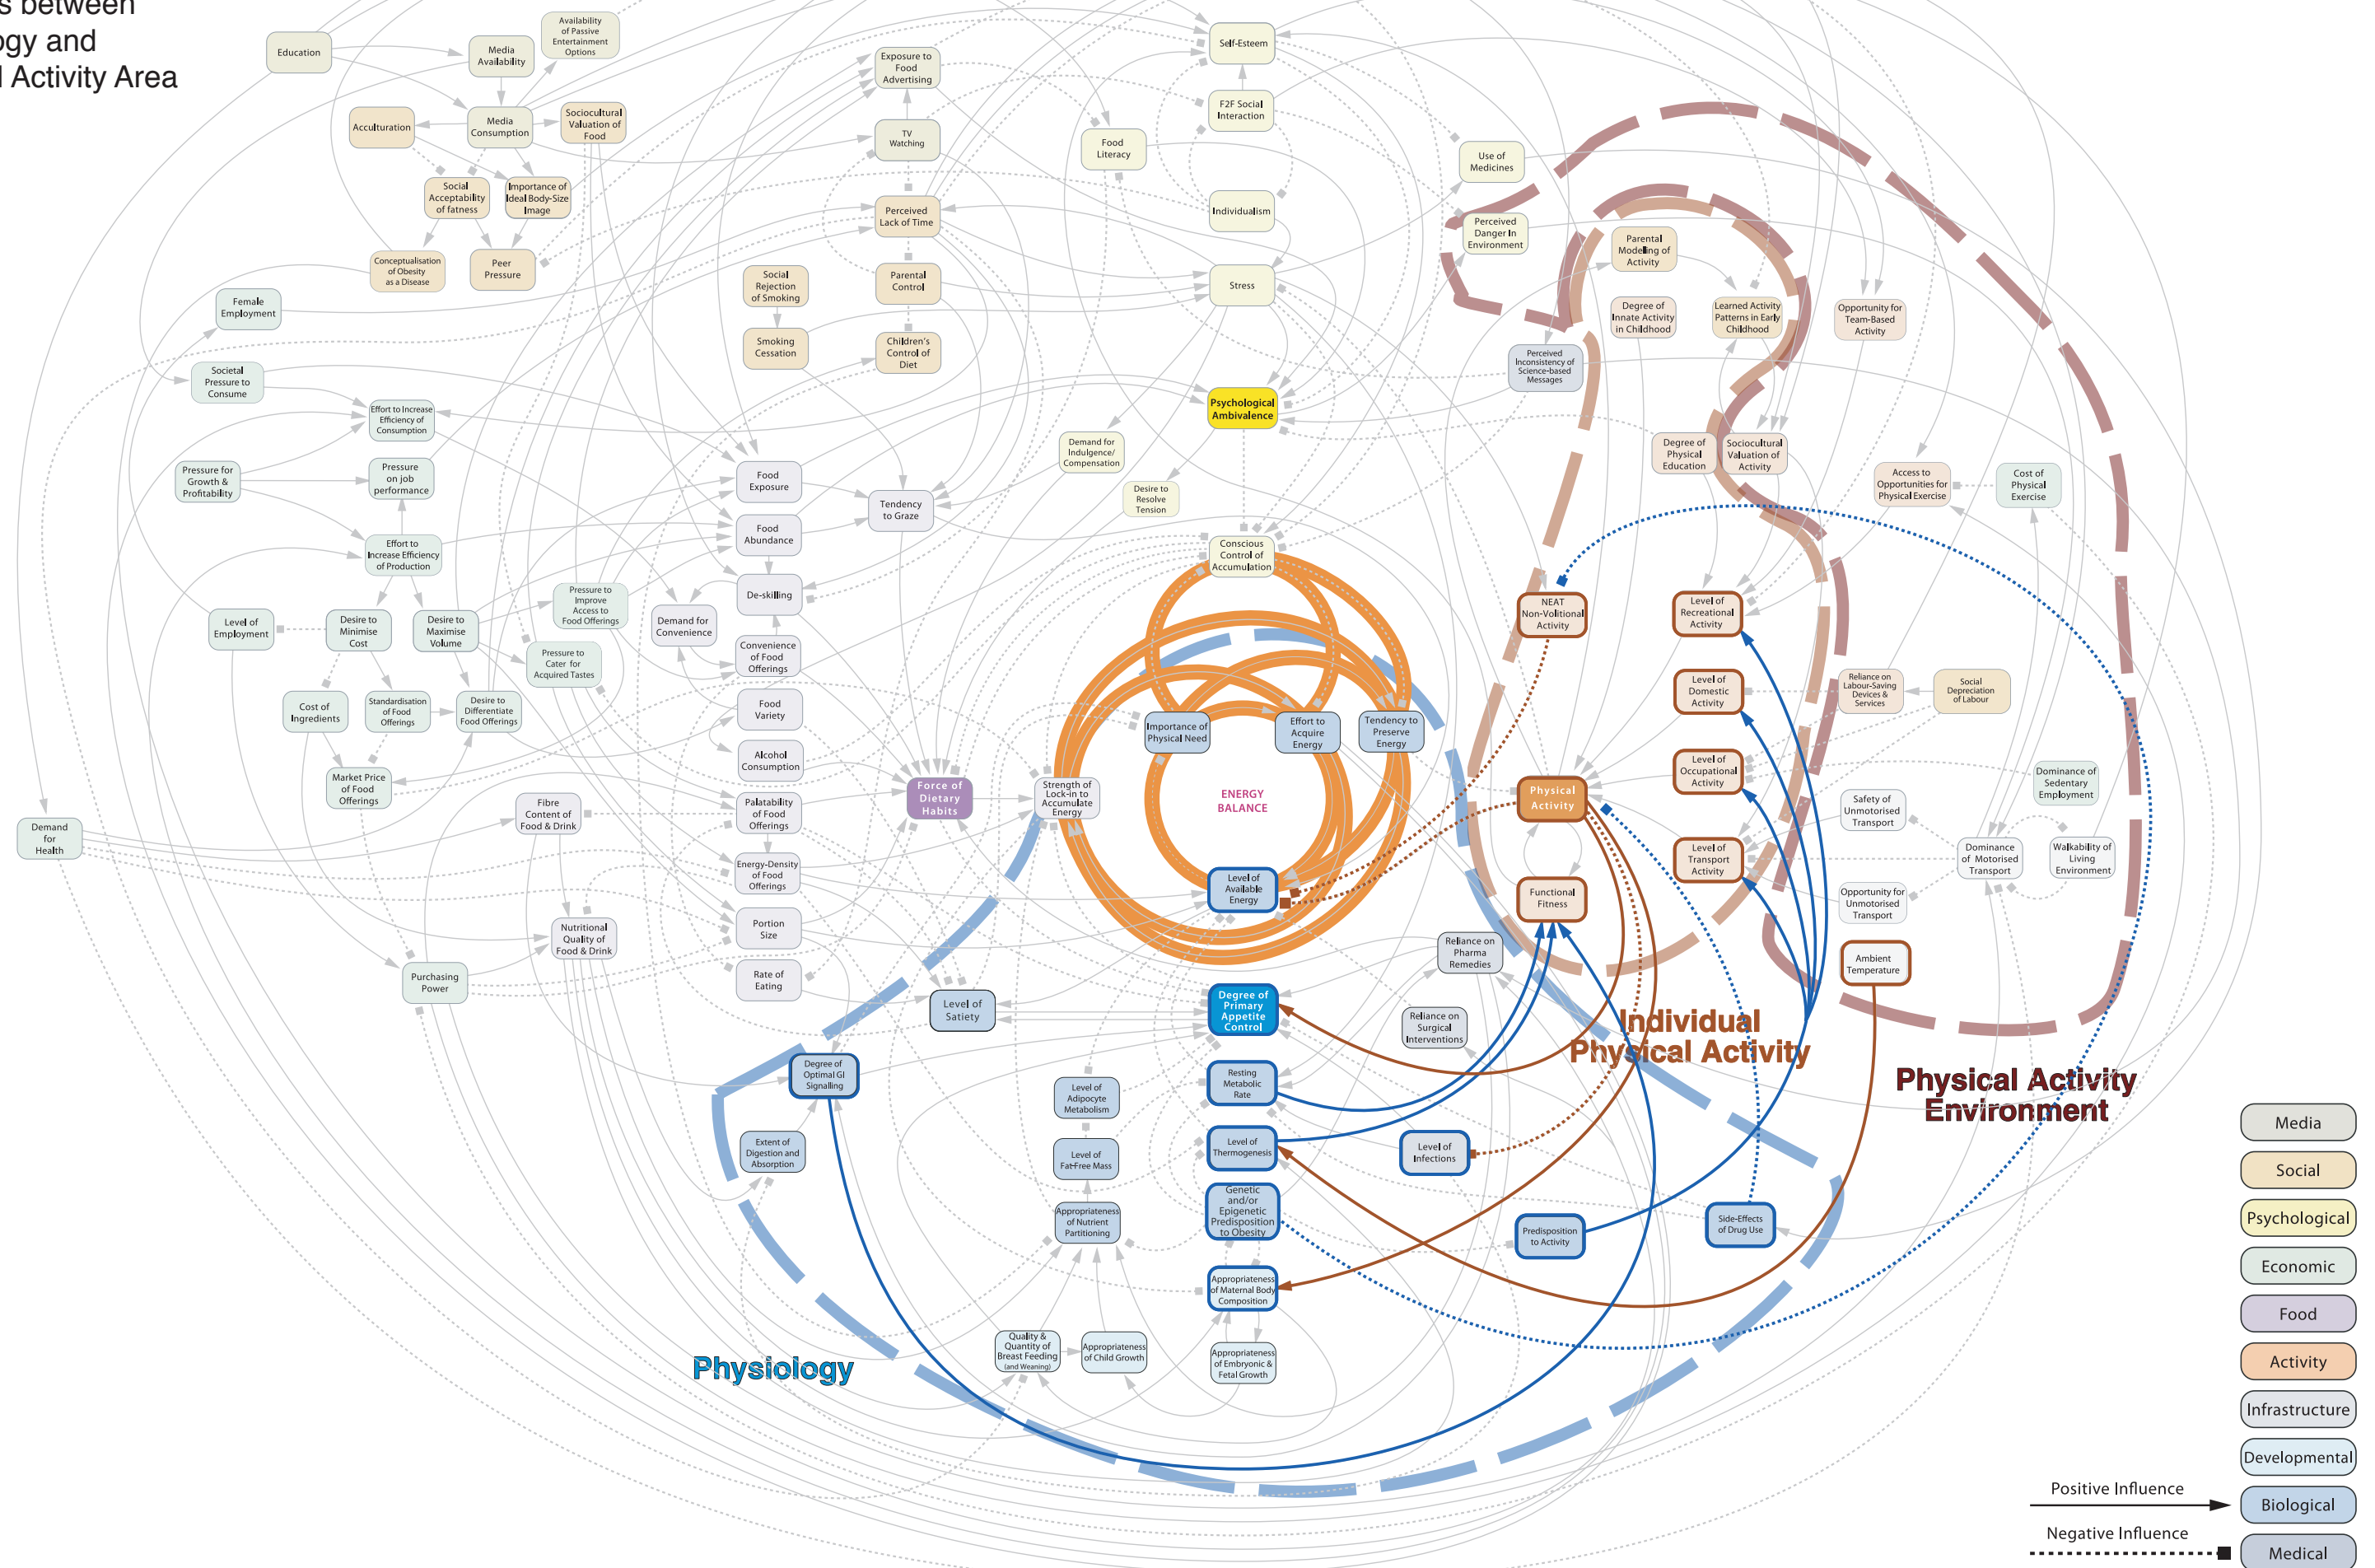 s between
ogy and
l Activity Area
Education
Media
Availability
Availability
of Passive
Entertainment
Options
Acculturation
Media
Consumption
Sociocultural
Valuation of
Food
Social
Acceptability
of fatness
Importance of
Ideal Body-Size
Image
Conceptualisation
of Obesity
as a Disease
Peer
Pressure
Exposure to
Food
Advertising
TV
Watching
Perceived
Lack of Time
Parental
Control
Children's
Control of
Diet
Social
Rejection
of Smoking
Smoking
Cessation
Self-Esteem
F2F Social
Interaction
Food
Literacy
Individualism
Stress
Use of
Medicines
Perceived
Danger In
Environment
Perceived
Inconsistency of
Science-based
Messages
Psychological
Ambivalence
Demand for
Indulgence/
Compensation
Desire to
Resolve
Tension
Conscious
Control of
Accumulation
Parental
Modelling of
Activity
Degree of
Innate Activity
in Childhood
Learned Activity
Patterns in Early
Childhood
Opportunity for
Team-Based
Activity
Degree of
Physical
Education
Sociocultural
Valuation of
Activity
Access to
Opportunities for
Physical Exercise
Cost of
Physical
Exercise
Female
Employment
Societal
Pressure to
Consume
Effort to Increase
Efficiency of
Consumption
Pressure for
Growth &
Profitability
Pressure
on job
performance
Effort to
Increase Efficiency
of Production
Level of
Employment
Desire to
Minimise
Cost
Desire to
Maximise
Volume
Pressure to
Improve
Access to
Food Offerings
Pressure to
Cater for
Acquired Tastes
Cost of
Ingredients
Standardisation
of Food
Offerings
Desire to
Differentiate
Food Offerings
Market Price
of Food
Offerings
Demand
for
Health
Purchasing
Power
Food
Exposure
Tendency
to Graze
Food
Abundance
De-skilling
Demand for
Convenience
Convenience
of Food
Offerings
Food
Variety
Alcohol
Consumption
Fibre
Content of
Food & Drink
Palatability
of Food
Offerings
Energy-Density
of Food
Offerings
Nutritional
Quality of
Food & Drink
Portion
Size
Rate of
Eating
Force of
Dietary
Habits
Strength of
Lock-in to
Accumulate
Energy
Importance of
Physical Need
Effort to
Acquire
Energy
Tendency to
Preserve
Energy
ENERGY
BALANCE
Level of
Available
Energy
NEAT
Non-Volitional
Activity
Level of
Recreational
Activity
Level of
Domestic
Activity
Reliance on
Labour-Saving
Devices &
Services
Social
Depreciation
of Labour
Level of
Occupational
Activity
Dominance of
Sedentary
Employment
Physical
Activity
Safety of
Unmotorised
Transport
Level of
Transport
Activity
Dominance
of Motorised
Transport
Walkability of
Living
Environment
Functional
Fitness
Opportunity for
Unmotorised
Transport
Ambient
Temperature
Reliance on
Pharma
Remedies
Reliance on
Surgical
Interventions
Level of
Satiety
Degree of
Primary
Appetite
Control
Individual
Physical Activity
Physical Activity
Environment
Degree of
Optimal GI
Signalling
Extent of
Digestion and
Absorption
Level of
Adipocyte
Metabolism
Level of
Fat-Free Mass
Appropriateness
of Nutrient
Partitioning
Resting
Metabolic
Rate
Level of
Thermogenesis
Level of
Infections
Genetic
and/or
Epigenetic
Predisposition
to Obesity
Predisposition
to Activity
Side-Effects
of Drug Use
Appropriateness
of Maternal Body
Composition
Quality &
Quantity of
Breast Feeding
(and Weaning)
Appropriateness
of Child Growth
Appropriateness
of Embryonic &
Fetal Growth
Physiology
Media
Social
Psychological
Economic
Food
Activity
Infrastructure
Developmental
Biological
Medical
Positive Influence
Negative Influence